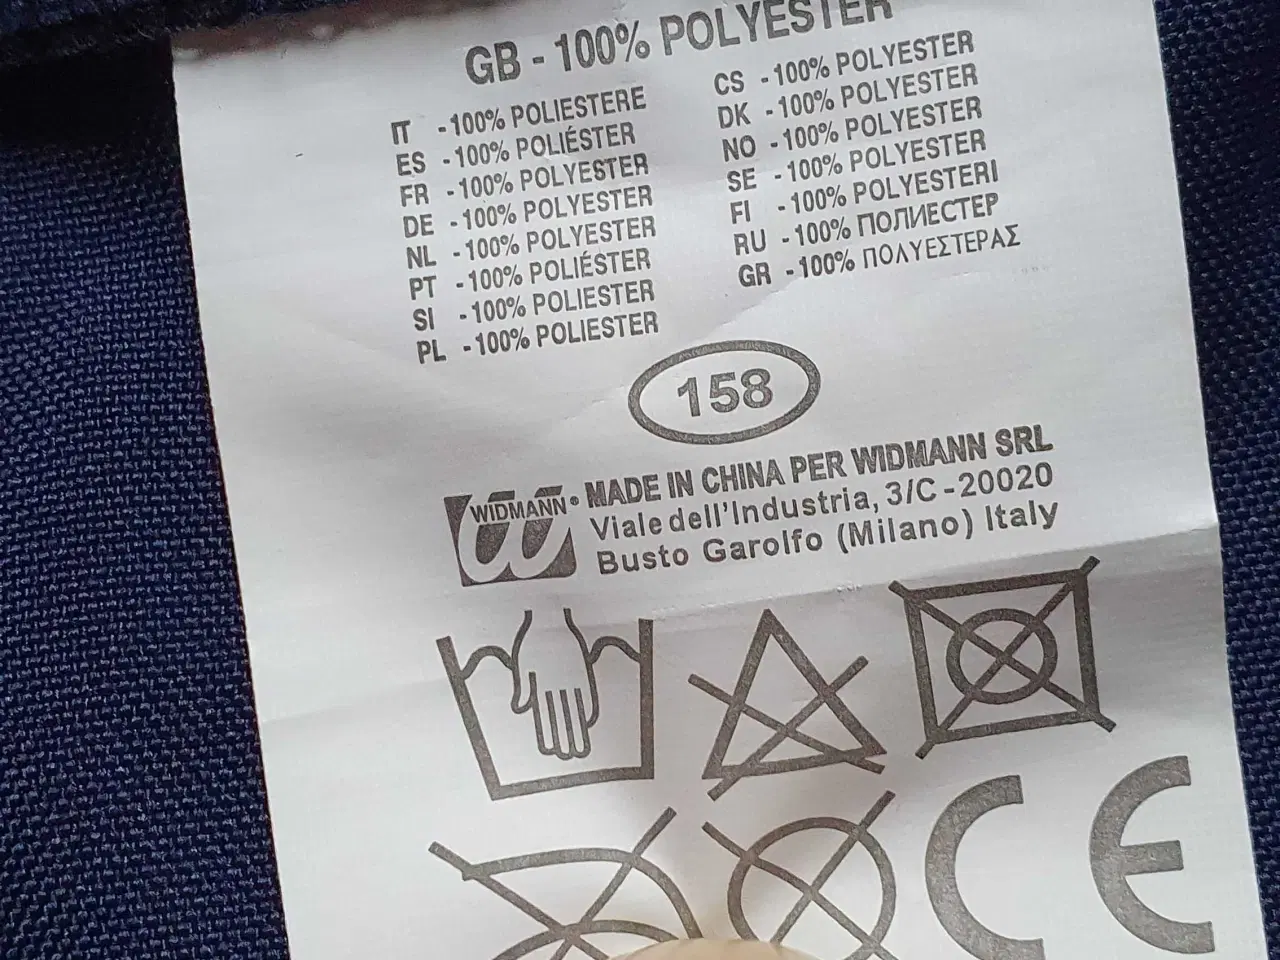 GB - 100% POLYESTER
IT - 100% POLIESTERE
ES - 100% POLIÉSTER
FR - 100% POLYESTER
DE - 100% POLYESTER
NL - 100% POLYESTER
PT - 100% POLIÉSTER
SI - 100% POLIESTER
PL - 100% POLIESTER
CS - 100% POLYESTER
DK - 100% POLYESTER
NO - 100% POLYESTER
SE - 100% POLYESTER
FI - 100% POLYESTERI
RU - 100% ПОЛИЕСТЕР
GR - 100% ΠΟΛΥΕΣΤΕΡΑΣ
158
WIDMANN®
MADE IN CHINA PER WIDMANN SRL
Viale dell'Industria, 3/C - 20020
Busto Garolfo (Milano) Italy
CE